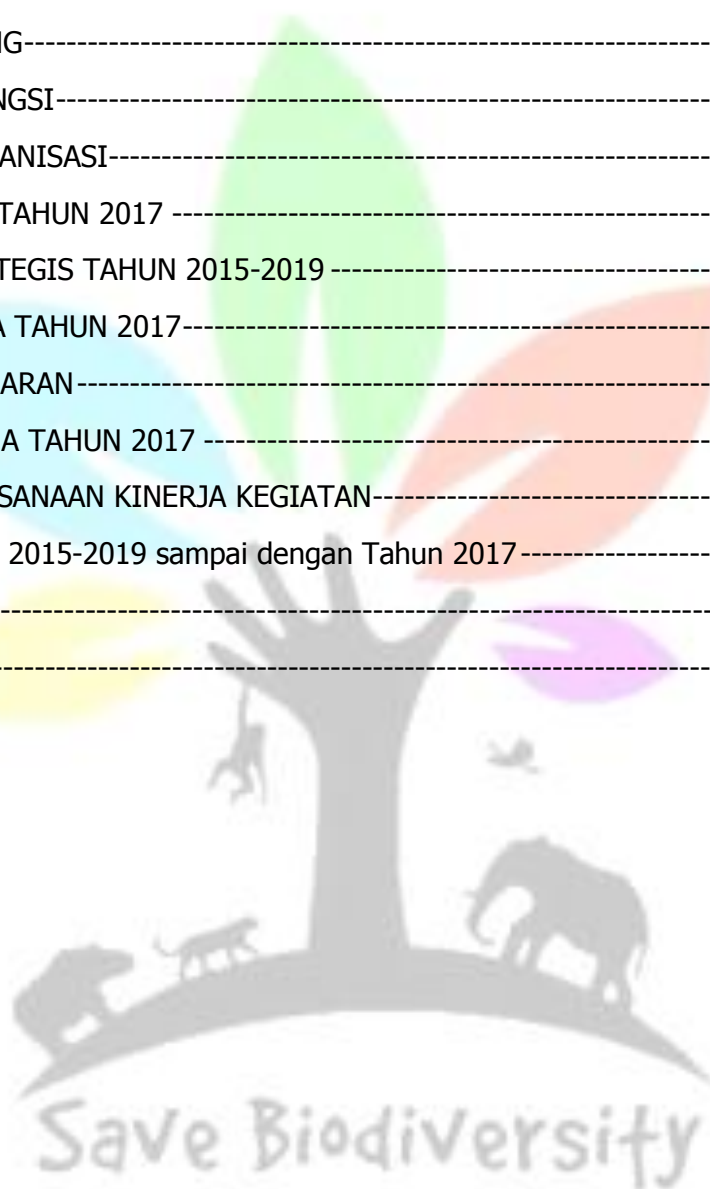 NG-----------------------------------------------------------------
NGSI--------------------------------------------------------------
ANISASI---------------------------------------------------------
TAHUN 2017 ---------------------------------------------------
TEGIS TAHUN 2015-2019 ------------------------------------
A TAHUN 2017--------------------------------------------------
ARAN------------------------------------------------------------
A TAHUN 2017 ------------------------------------------------
SANAAN KINERJA KEGIATAN--------------------------------
2015-2019 sampai dengan Tahun 2017------------------
--------------------------------------------------------------------
--------------------------------------------------------------------
Save Biodiversity